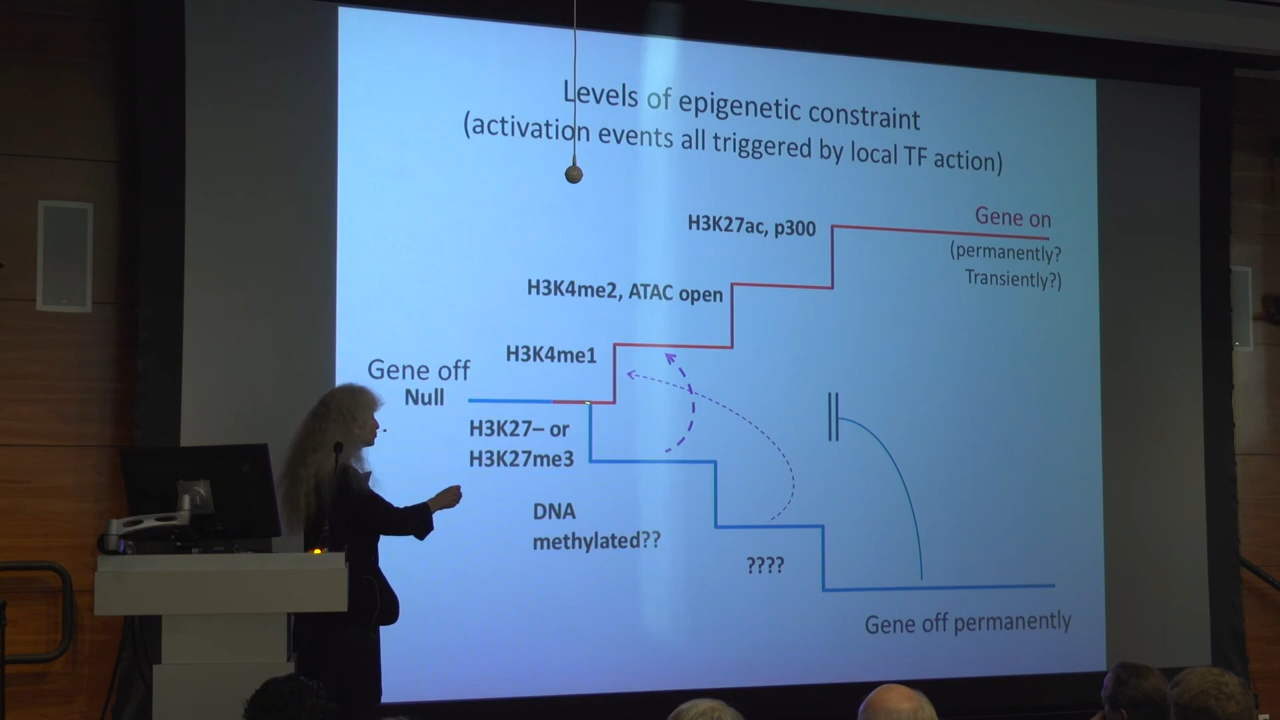 Levels of epigenetic constraint
(activation events all triggered by local TF action)
Gene on
H3K27ac, p300
(permanently?
Transiently?)
H3K4me2, ATAC open
H3K4me1
Gene off
Null
H3K27– or
H3K27me3
DNA
methylated??
????
Gene off permanently